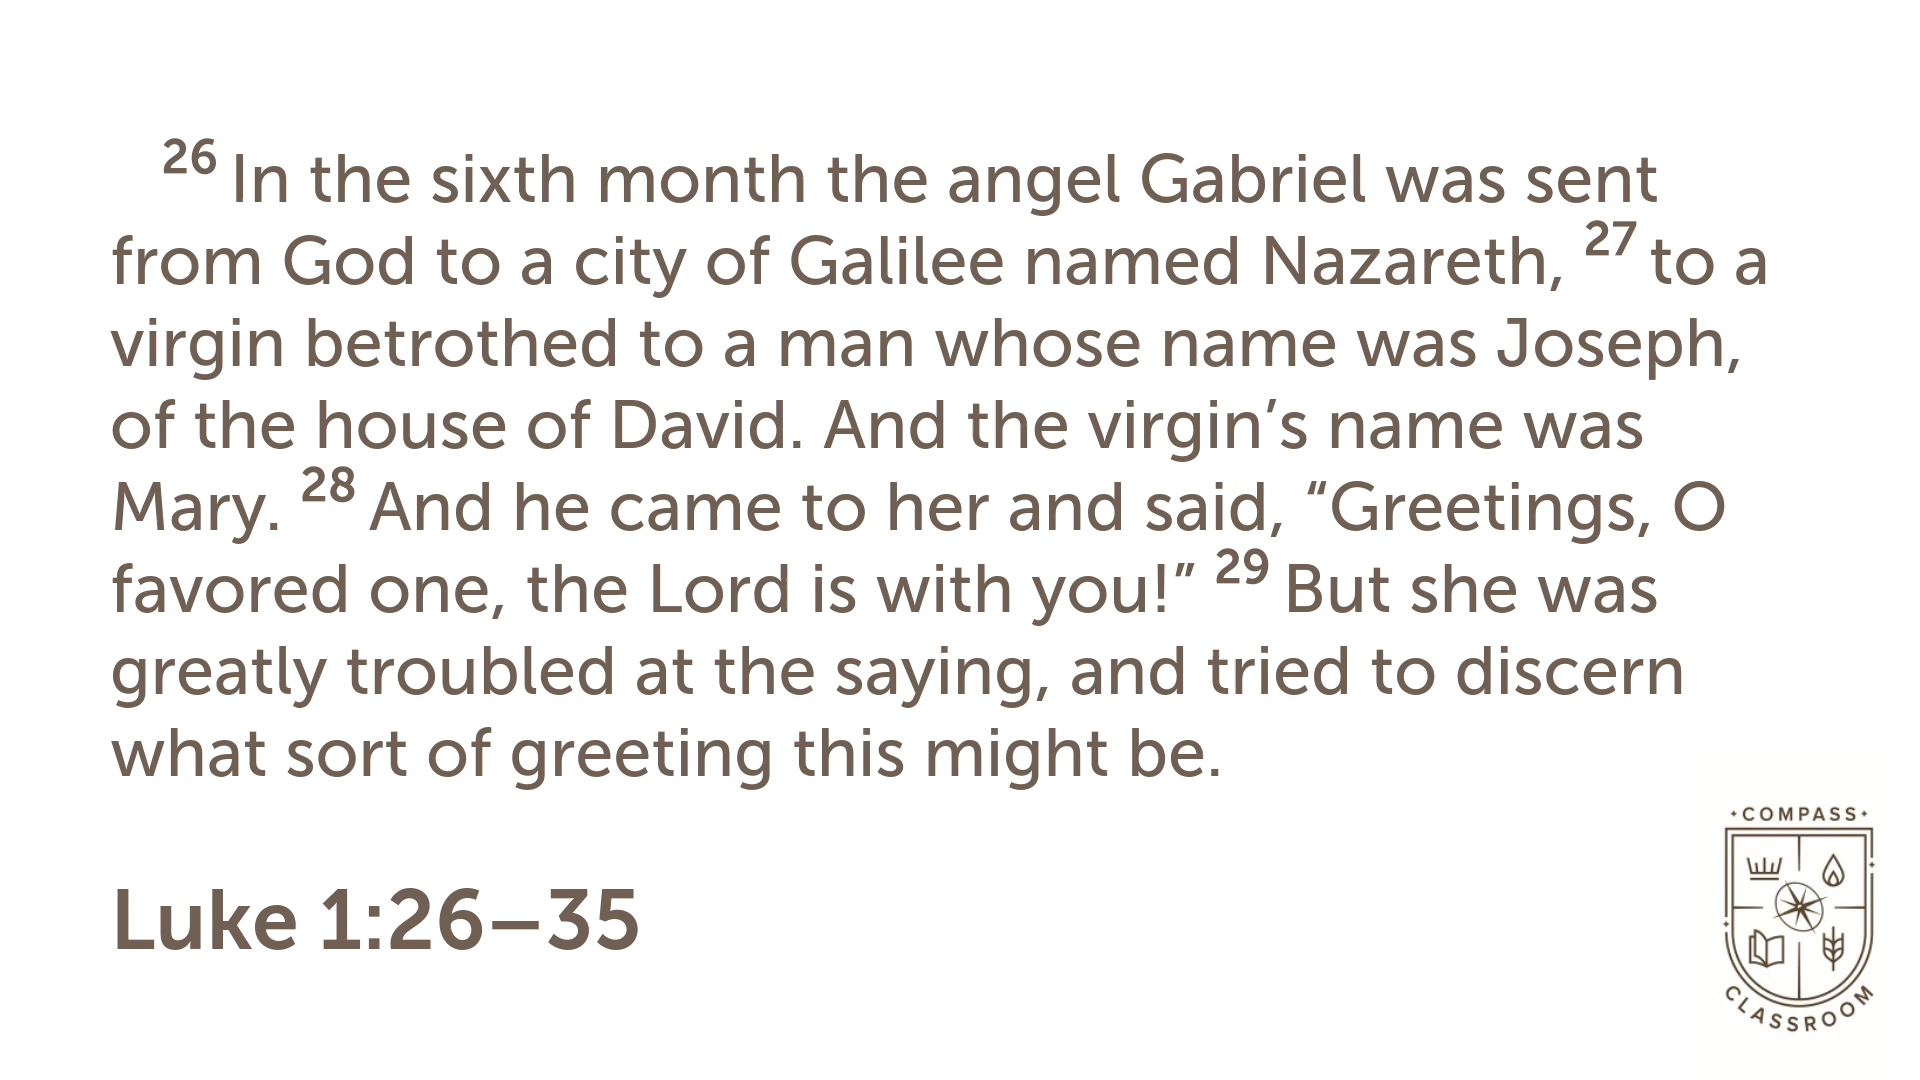 26 In the sixth month the angel Gabriel was sent
from God to a city of Galilee named Nazareth, 27 to a
virgin betrothed to a man whose name was Joseph,
of the house of David. And the virgin’s name was
Mary. 28 And he came to her and said, “Greetings, O
favored one, the Lord is with you!” 29 But she was
greatly troubled at the saying, and tried to discern
what sort of greeting this might be.
Luke 1:26–35
COMPASS
CLASSROOM